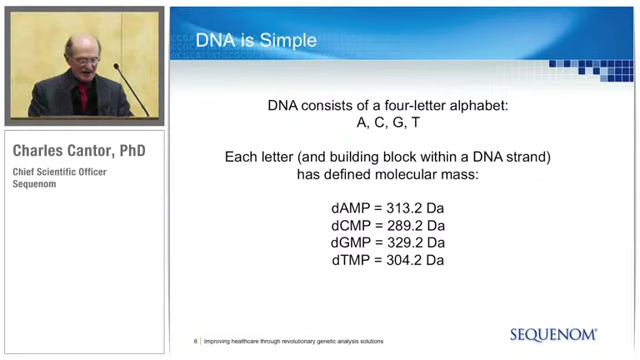 DNA is Simple
DNA consists of a four-letter alphabet:
A, C, G, T
Each letter (and building block within a DNA strand)
has defined molecular mass:
dAMP = 313.2 Da
dCMP = 289.2 Da
dGMP = 329.2 Da
dTMP = 304.2 Da
Charles Cantor, PhD
Chief Scientific Officer
Sequenom
6 Improving healthcare through revolutionary genetic analysis solutions
SEQUENOM®